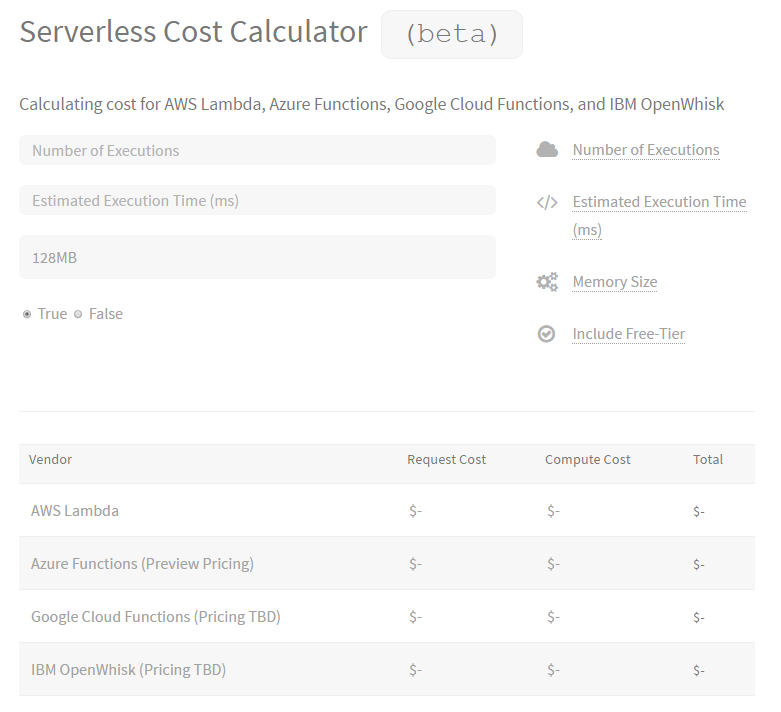 Serverless Cost Calculator (beta)
Calculating cost for AWS Lambda, Azure Functions, Google Cloud Functions, and IBM OpenWhisk
Number of Executions
Estimated Execution Time (ms)
128MB
True False
Number of Executions
Estimated Execution Time
(ms)
Memory Size
Include Free-Tier
Vendor Request Cost Compute Cost Total
AWS Lambda $- $- $-
Azure Functions (Preview Pricing) $- $- $-
Google Cloud Functions (Pricing TBD) $- $- $-
IBM OpenWhisk (Pricing TBD) $- $- $-